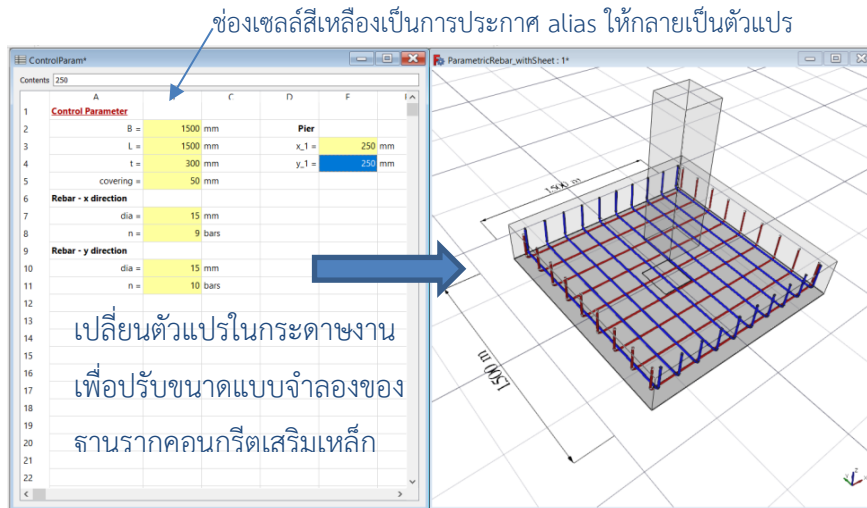 ช่องเซลล์สีเหลืองเป็นการประกาศ alias ให้กลายเป็นตัวแปร
ControlParam*
Contents 250
A C D
1 Control Parameter
2 B = 1500 mm Pier
3 L = 1500 mm x_1 = 250 mm
4 t = 300 mm y_1 = 250 mm
5 covering = 50 mm
6 Rebar - x direction
7 dia = 15 mm
8 n = 9 bars
9 Rebar - y direction
10 dia = 15 mm
11 n = 10 bars
12
13
14
15
16
17
18
19
20
21
22
เปลี่ยนตัวแปรในกระดาษงาน
เพื่อปรับขนาดแบบจำลองของ
ฐานรากคอนกรีตเสริมเหล็ก
ParametricRebar_withSheet : 1*
1500 m
1500 m
Z